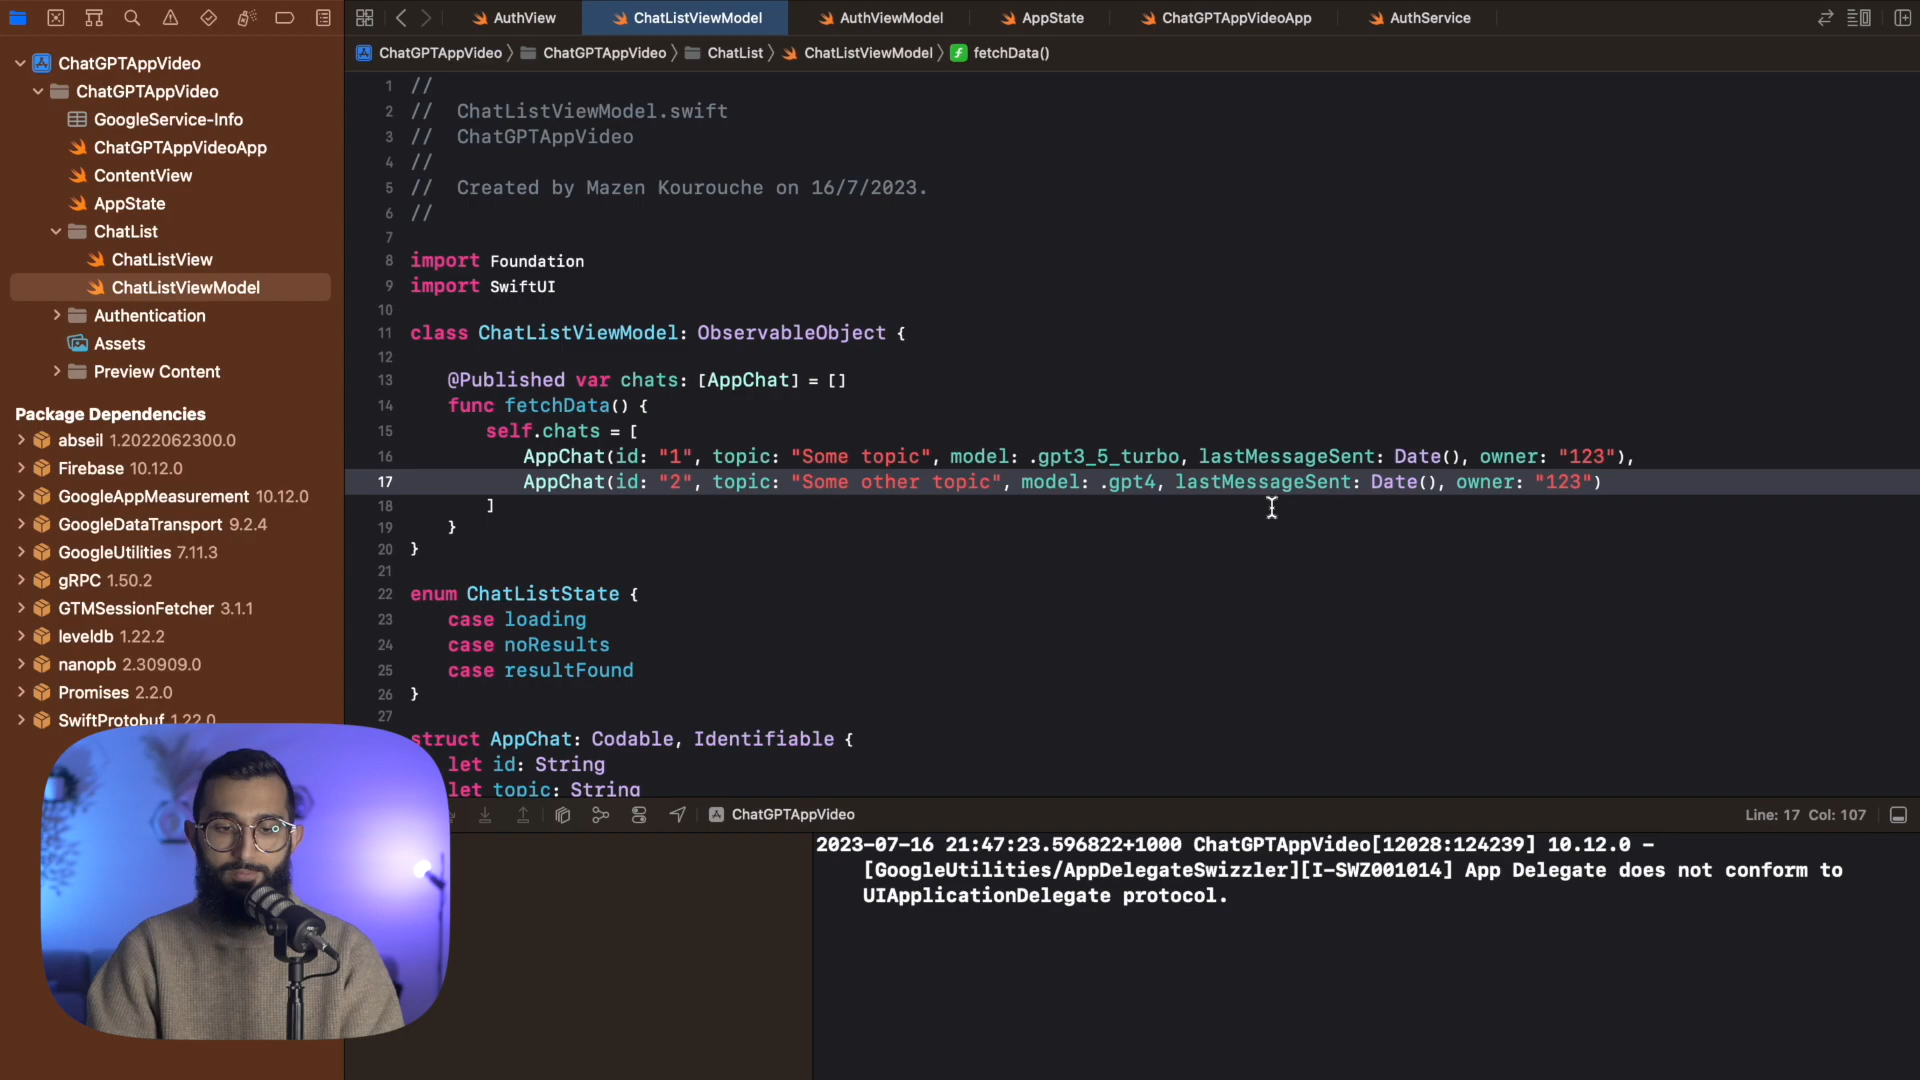 AuthView
ChatListViewModel
AuthViewModel
AppState
ChatGPTAppVideoApp
AuthService
ChatGPTAppVideo
ChatGPTAppVideo
GoogleService-Info
ChatGPTAppVideoApp
ContentView
AppState
ChatList
ChatListView
ChatListViewModel
Authentication
Assets
Preview Content
Package Dependencies
abseil 1.2022062300.0
Firebase 10.12.0
GoogleAppMeasurement 10.12.0
GoogleDataTransport 9.2.4
GoogleUtilities 7.11.3
gRPC 1.50.2
GTMSessionFetcher 3.1.1
leveldb 1.22.2
nanopb 2.30909.0
Promises 2.2.0
SwiftProtobuf 1.22.0
ChatGPTAppVideo 〉 ChatGPTAppVideo 〉 ChatList 〉 ChatListViewModel 〉 f fetchData()
1 //
2 //  ChatListViewModel.swift
3 //  ChatGPTAppVideo
4 //
5 //  Created by Mazen Kourouche on 16/7/2023.
6 //
7
8 import Foundation
9 import SwiftUI
10
11 class ChatListViewModel: ObservableObject {
12
13 @Published var chats: [AppChat] = []
14 func fetchData() {
15 self.chats = [
16 AppChat(id: "1", topic: "Some topic", model: .gpt3_5_turbo, lastMessageSent: Date(), owner: "123"),
17 AppChat(id: "2", topic: "Some other topic", model: .gpt4, lastMessageSent: Date(), owner: "123")
18 ]
19 }
20 }
21
22 enum ChatListState {
23 case loading
24 case noResults
25 case resultFound
26 }
27
struct AppChat: Codable, Identifiable {
let id: String
let topic: String
ChatGPTAppVideo
Line: 17 Col: 107
2023-07-16 21:47:23.596822+1000 ChatGPTAppVideo[12028:124239] 10.12.0 -
[GoogleUtilities/AppDelegateSwizzler][I-SWZ001014] App Delegate does not conform to
UIApplicationDelegate protocol.